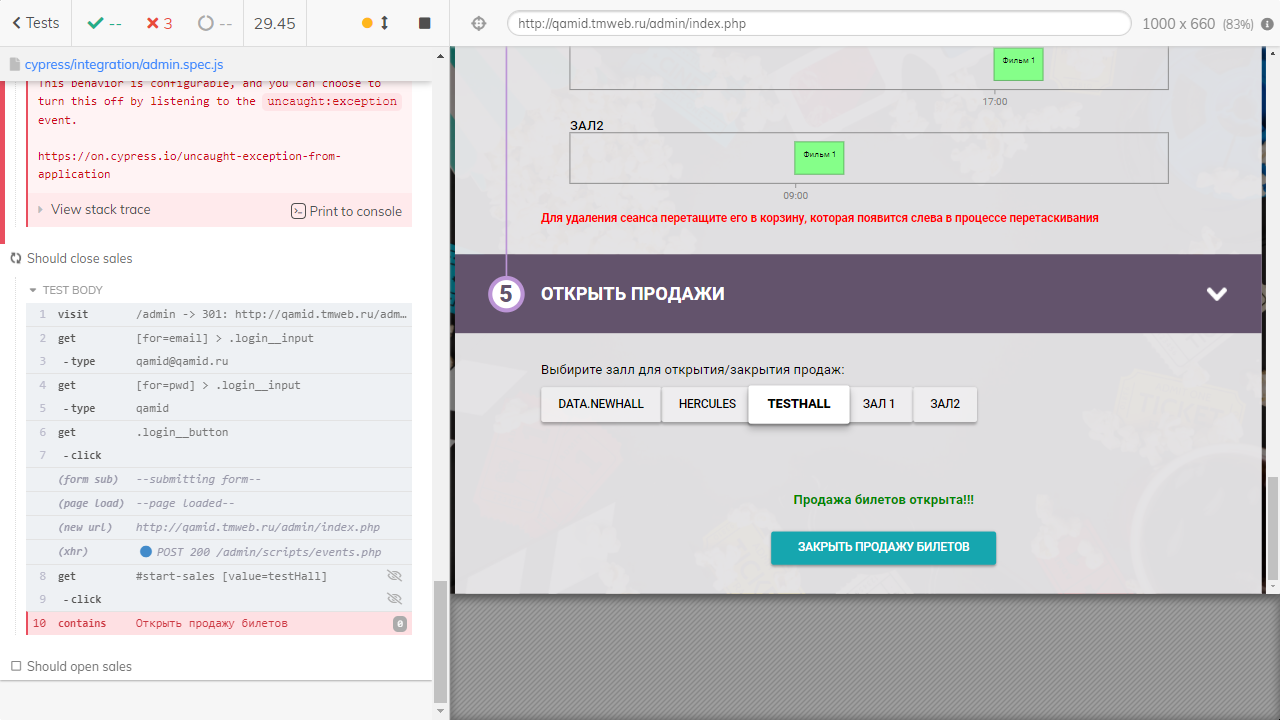 Tests
--
3
--
29.45
http://qamid.tmweb.ru/admin/index.php
1000 x 660 (83%)
cypress/integration/admin.spec.js
This behavior is configurable, and you can choose to
turn this off by listening to the uncaught:exception
event.
https://on.cypress.io/uncaught-exception-from-
application
View stack trace
Print to console
Should close sales
TEST BODY
1 visit /admin -> 301: http://qamid.tmweb.ru/adm…
2 get [for=email] > .login__input
3 -type qamid@qamid.ru
4 get [for=pwd] > .login__input
5 -type qamid
6 get .login__button
7 -click
(form sub) --submitting form--
(page load) --page loaded--
(new url) http://qamid.tmweb.ru/admin/index.php
(xhr) POST 200 /admin/scripts/events.php
8 get #start-sales [value=testHall]
9 -click
10 contains Открыть продажу билетов 0
Should open sales
Фильм 1
17:00
ЗАЛ2
Фильм 1
09:00
Для удаления сеанса перетащите его в корзину, которая появится слева в процессе перетаскивания
5 ОТКРЫТЬ ПРОДАЖИ
Выбирите залл для открытия/закрытия продаж:
DATA.NEWHALL HERCULES TESTHALL ЗАЛ 1 ЗАЛ2
Продажа билетов открыта!!!
ЗАКРЫТЬ ПРОДАЖУ БИЛЕТОВ